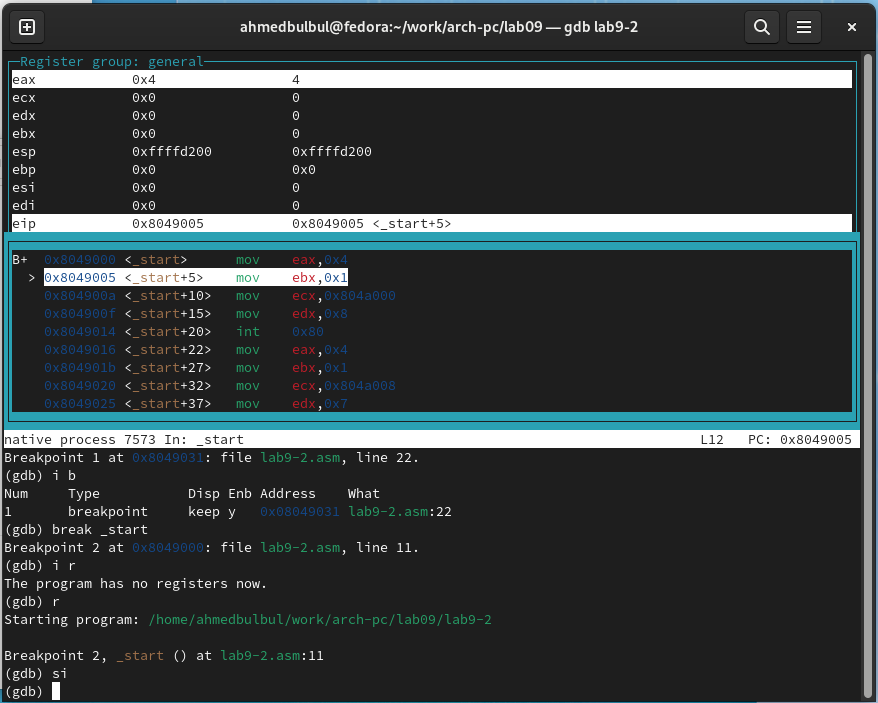 ahmedbulbul@fedora:~/work/arch-pc/lab09 — gdb lab9-2
Register group: general
eax 0x4 4
ecx 0x0 0
edx 0x0 0
ebx 0x0 0
esp 0xffffd200 0xffffd200
ebp 0x0 0x0
esi 0x0 0
edi 0x0 0
eip 0x8049005 0x8049005 <_start+5>
B+ 0x8049000 <_start> mov eax,0x4
> 0x8049005 <_start+5> mov ebx,0x1
0x804900a <_start+10> mov ecx,0x804a000
0x804900f <_start+15> mov edx,0x8
0x8049014 <_start+20> int 0x80
0x8049016 <_start+22> mov eax,0x4
0x804901b <_start+27> mov ebx,0x1
0x8049020 <_start+32> mov ecx,0x804a008
0x8049025 <_start+37> mov edx,0x7
native process 7573 In: _start L12 PC: 0x8049005
Breakpoint 1 at 0x8049031: file lab9-2.asm, line 22.
(gdb) i b
Num Type Disp Enb Address What
1 breakpoint keep y 0x08049031 lab9-2.asm:22
(gdb) break _start
Breakpoint 2 at 0x8049000: file lab9-2.asm, line 11.
(gdb) i r
The program has no registers now.
(gdb) r
Starting program: /home/ahmedbulbul/work/arch-pc/lab09/lab9-2
Breakpoint 2, _start () at lab9-2.asm:11
(gdb) si
(gdb)